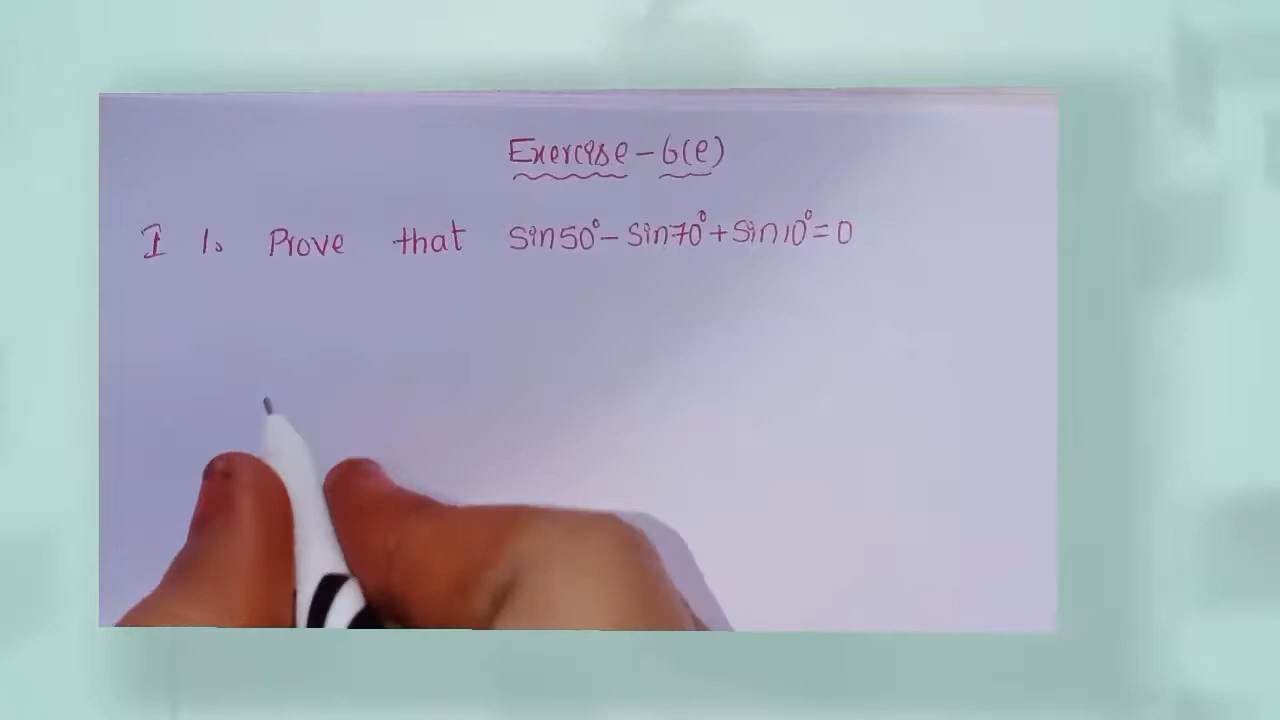 Exercise - 6(e)
I 1. Prove that sin50° - sin70° + sin10° = 0